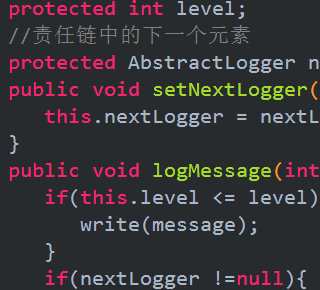 protected int level;
//责任链中的下一个元素
protected AbstractLogger n
public void setNextLogger(
this.nextLogger = nextL
}
public void logMessage(int
if(this.level <= level)
write(message);
}
if(nextLogger !=null){